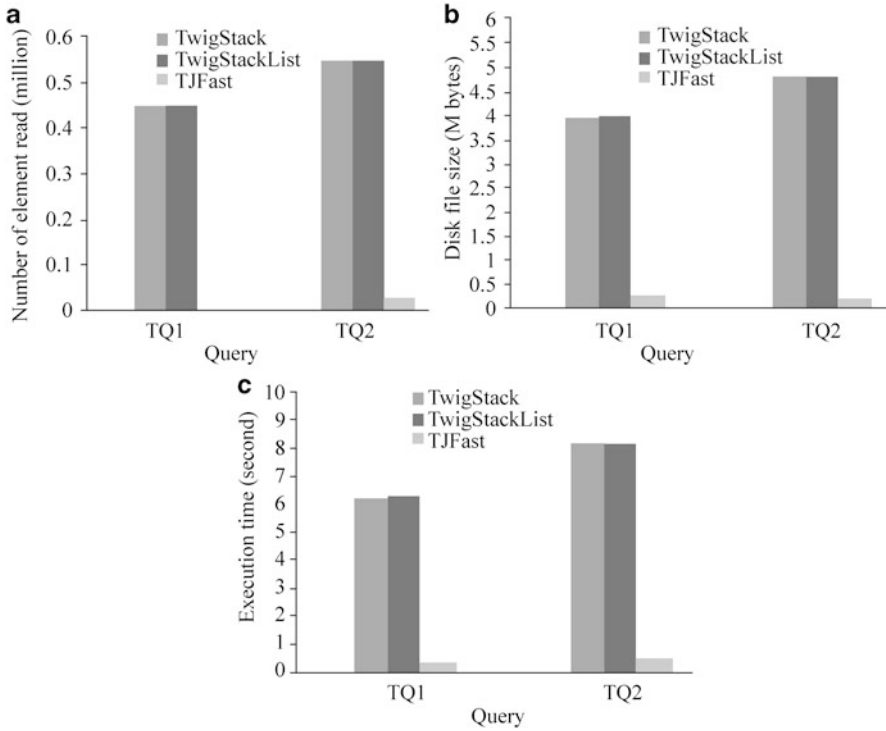 a
Number of element read (million)
0.6
0.5
0.4
0.3
0.2
0.1
0
TwigStack
TwigStackList
TJFast
TQ1
TQ2
Query
b
Disk file size (M bytes)
6
5.5
5
4.5
4
3.5
3
2.5
2
1.5
1
0.5
0
TwigStack
TwigStackList
TJFast
TQ1
TQ2
Query
c
Execution time (second)
10
9
8
7
6
5
4
3
2
1
0
TwigStack
TwigStackList
TJFast
TQ1
TQ2
Query